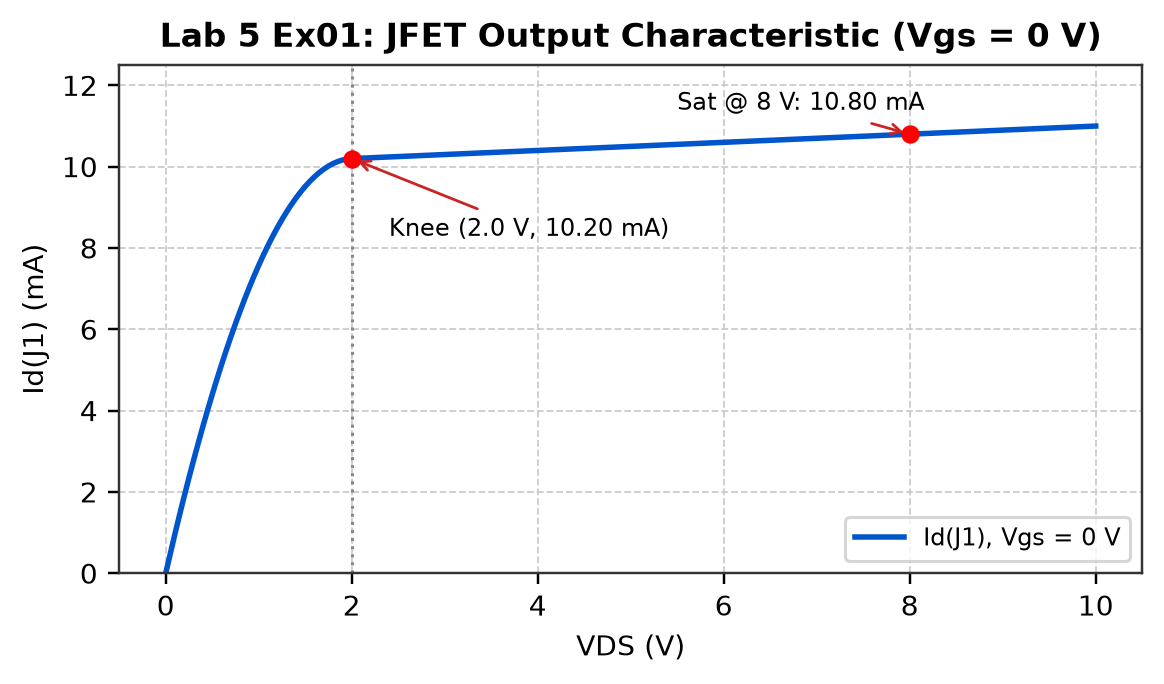 Lab 5 Ex01: JFET Output Characteristic (Vgs = 0 V)
Id(J1) (mA)
12
10
8
6
4
2
0
Sat @ 8 V: 10.80 mA
Knee (2.0 V, 10.20 mA)
Id(J1), Vgs = 0 V
0 2 4 6 8 10
VDS (V)